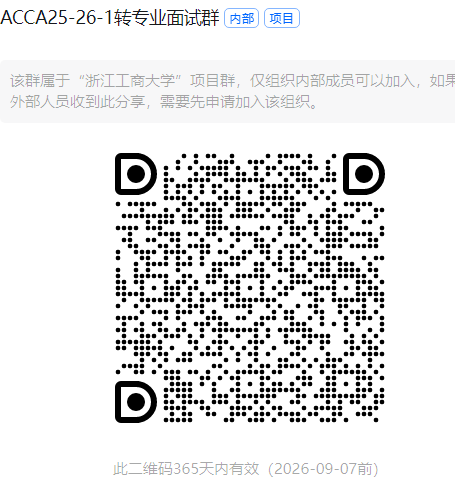 ACCA25-26-1转专业面试群 内部 项目
该群属于“浙江工商大学”项目群，仅组织内部成员可以加入，如果
外部人员收到此分享，需要先申请加入该组织。
此二维码365天内有效（2026-09-07前）